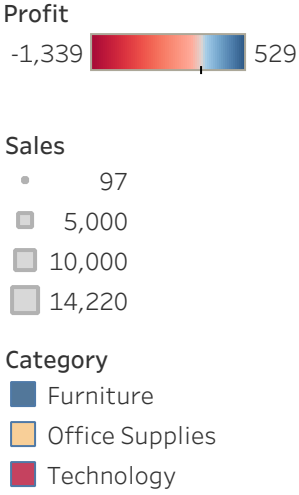 Profit
-1,339 529
Sales
97
5,000
10,000
14,220
Category
Furniture
Office Supplies
Technology